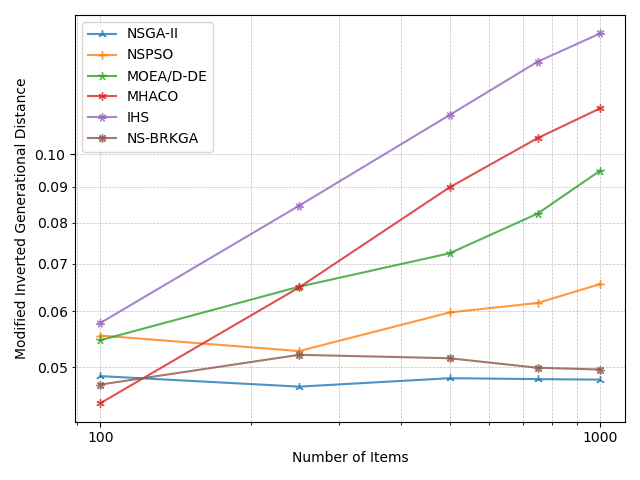 NSGA-II
NSPSO
MOEA/D-DE
MHACO
IHS
NS-BRKGA
Modified Inverted Generational Distance
0.10
0.09
0.08
0.07
0.06
0.05
100
1000
Number of Items